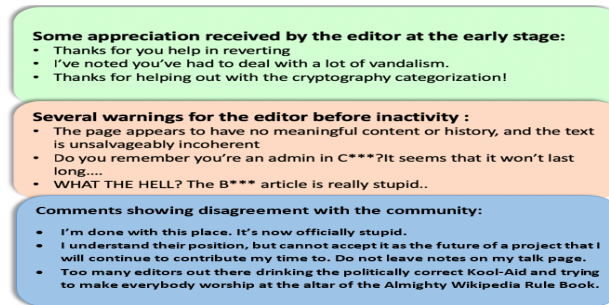 Some appreciation received by the editor at the early stage:
• Thanks for you help in reverting
• I've noted you've had to deal with a lot of vandalism.
• Thanks for helping out with the cryptography categorization!
Several warnings for the editor before inactivity :
• The page appears to have no meaningful content or history, and the text
is unsalvageably incoherent
• Do you remember you're an admin in C***?It seems that it won't last
long....
• WHAT THE HELL? The B*** article is really stupid..
Comments showing disagreement with the community:
• I'm done with this place. It's now officially stupid.
• I understand their position, but cannot accept it as the future of a project that I
will continue to contribute my time to. Do not leave notes on my talk page.
• Too many editors out there drinking the politically correct Kool-Aid and trying
to make everybody worship at the altar of the Almighty Wikipedia Rule Book.